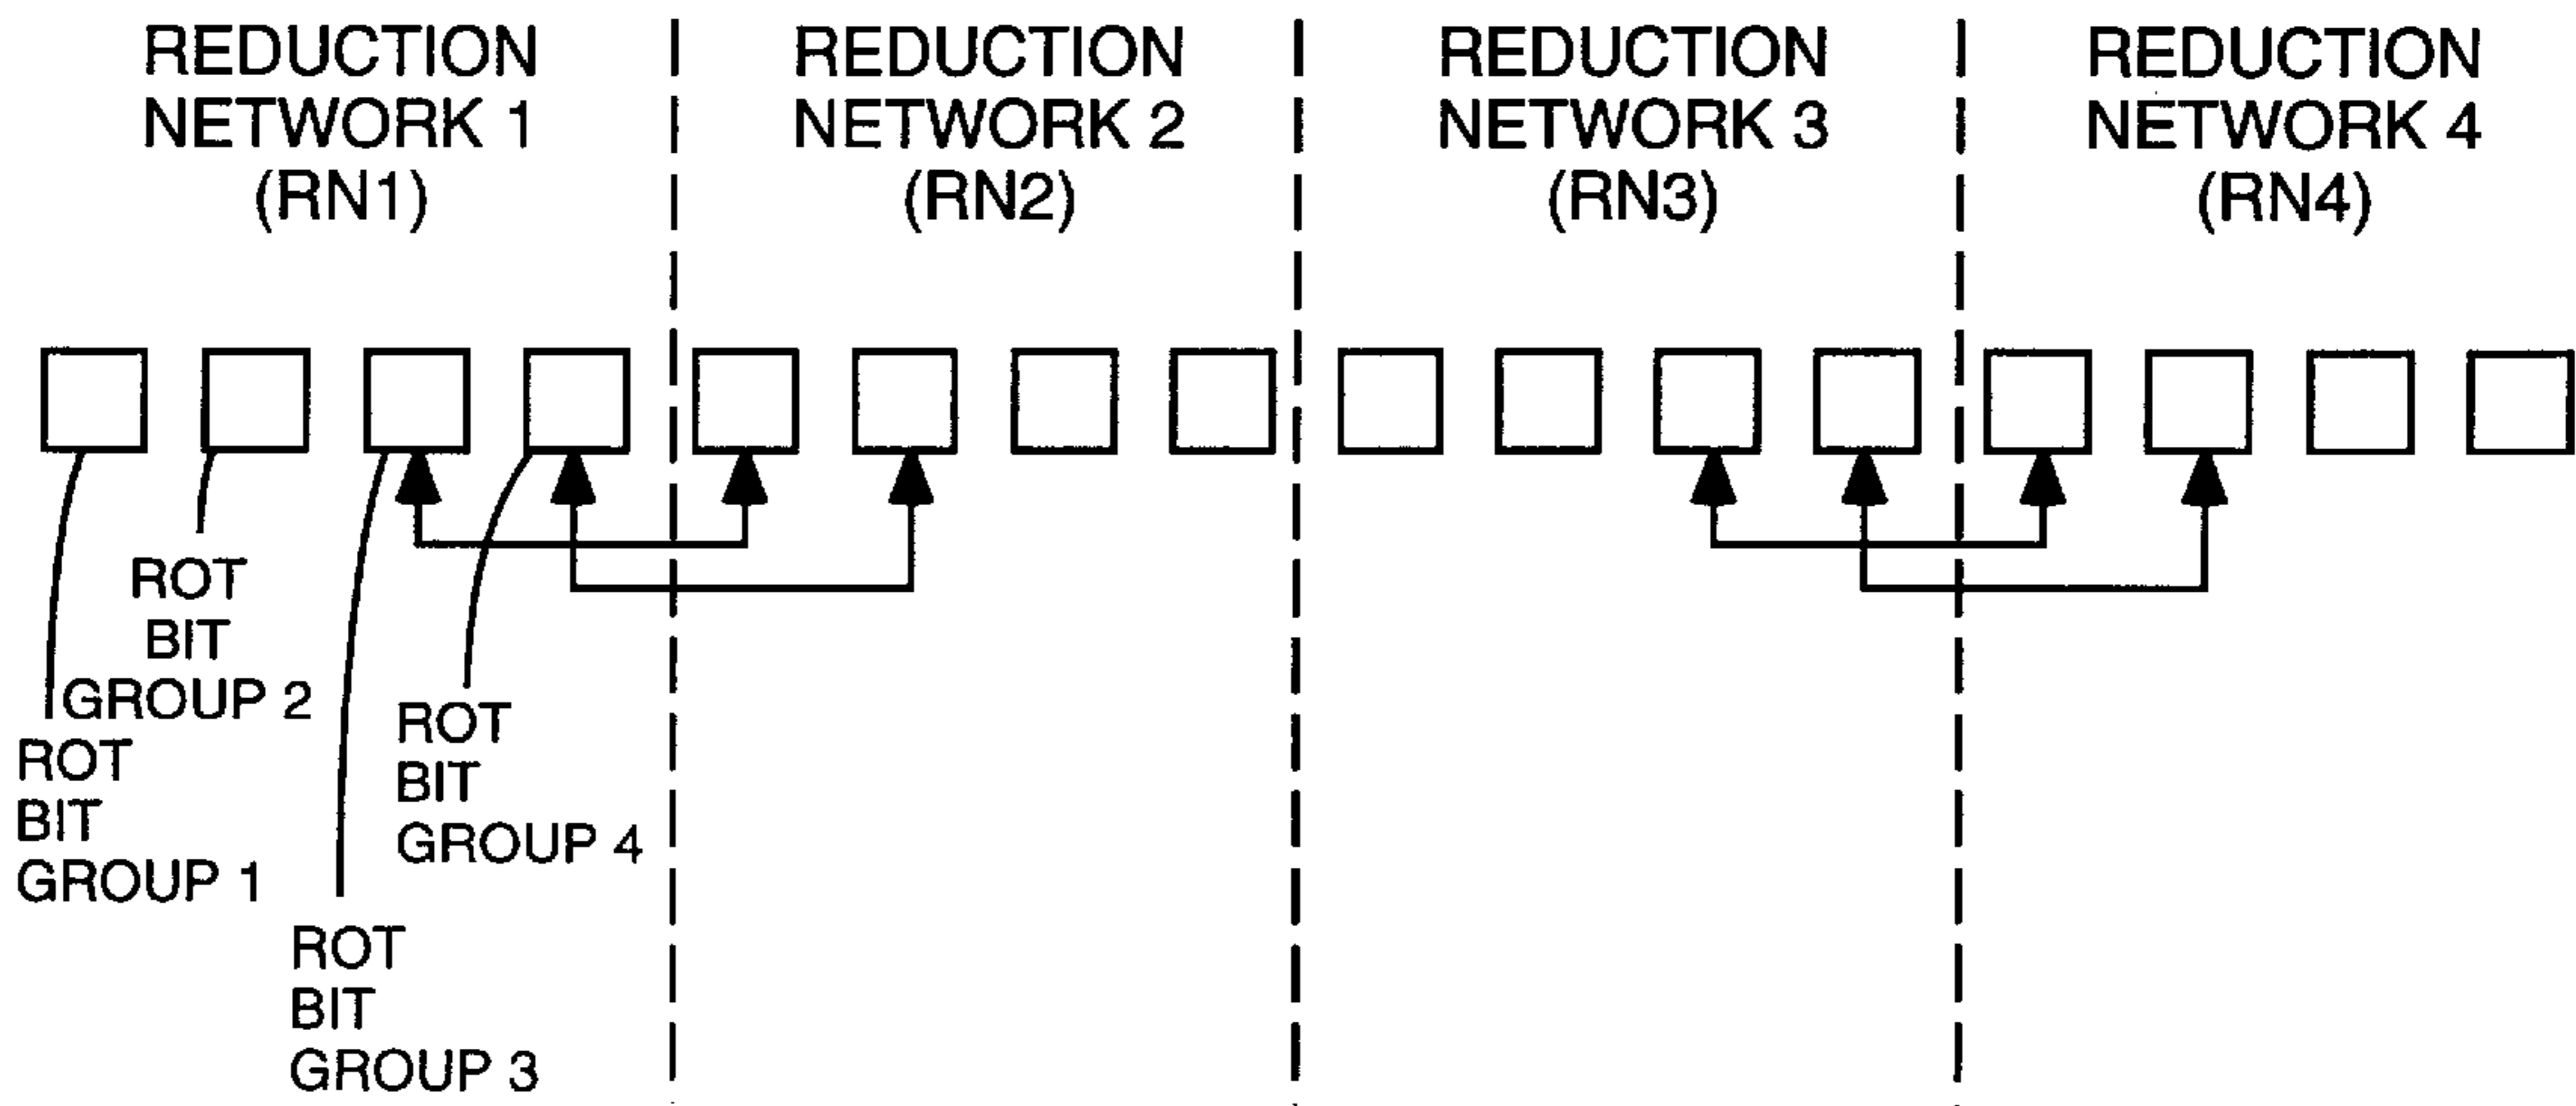 REDUCTION
NETWORK 1
(RN1)
REDUCTION
NETWORK 2
(RN2)
REDUCTION
NETWORK 3
(RN3)
REDUCTION
NETWORK 4
(RN4)
ROT
BIT
GROUP 2
ROT
BIT
GROUP 1
ROT
BIT
GROUP 4
ROT
BIT
GROUP 3